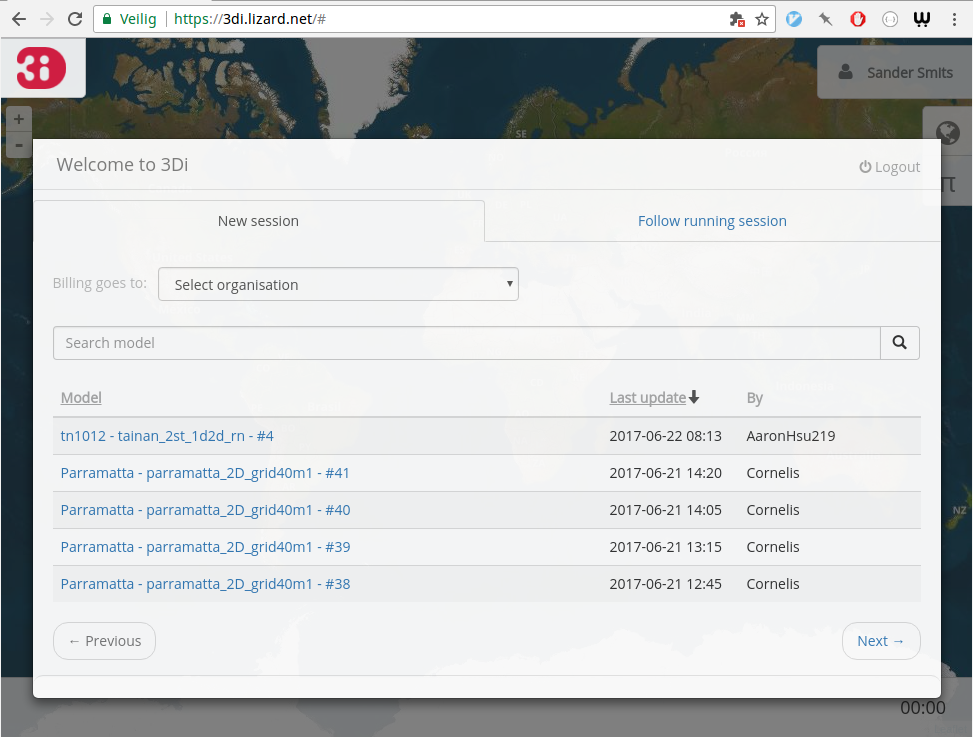 Veilig https://3di.lizard.net/#
3i
Sander Smits
+
SE
-
Welcome to 3Di
Logout
π
New session
Follow running session
Billing goes to:
Select organisation
Search model
Model
Last update
By
tn1012 - tainan_2st_1d2d_rn - #4
2017-06-22 08:13
AaronHsu219
Parramatta - parramatta_2D_grid40m1 - #41
2017-06-21 14:20
Cornelis
Parramatta - parramatta_2D_grid40m1 - #40
2017-06-21 14:05
Cornelis
NZ
Parramatta - parramatta_2D_grid40m1 - #39
2017-06-21 13:15
Cornelis
Parramatta - parramatta_2D_grid40m1 - #38
2017-06-21 12:45
Cornelis
← Previous
Next →
00:00